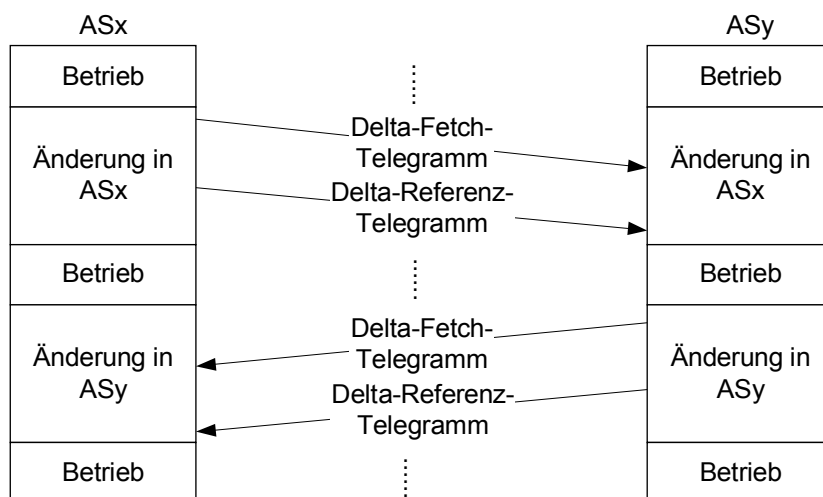 ASx
ASy
Betrieb
Betrieb
Delta-Fetch-
Telegramm
Änderung in
ASx
Änderung in
ASx
Delta-Referenz-
Telegramm
Betrieb
Betrieb
Delta-Fetch-
Telegramm
Änderung in
ASy
Änderung in
ASy
Delta-Referenz-
Telegramm
Betrieb
Betrieb